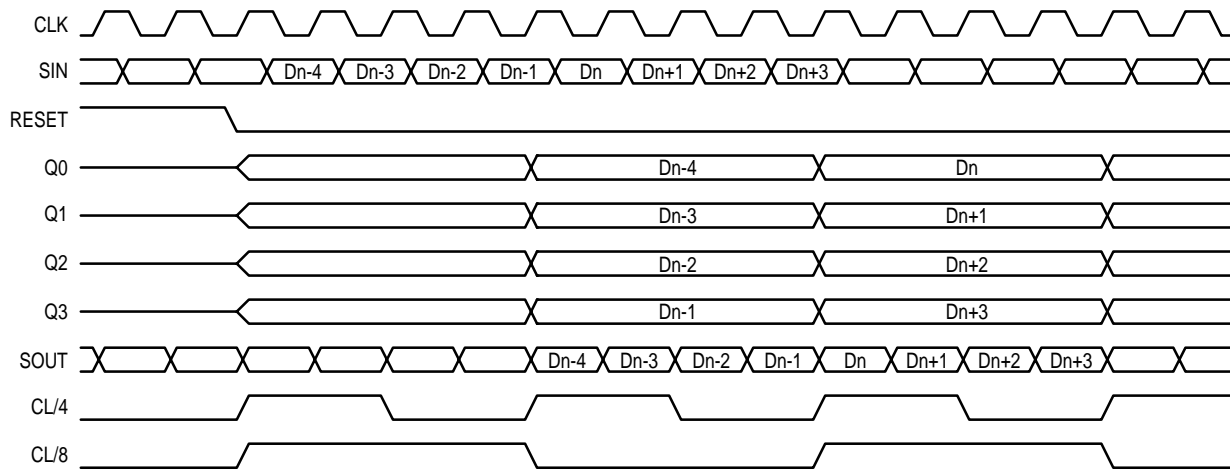 CLK
SIN Dn-4 Dn-3 Dn-2 Dn-1 Dn Dn+1 Dn+2 Dn+3
RESET
Q0 Dn-4 Dn
Q1 Dn-3 Dn+1
Q2 Dn-2 Dn+2
Q3 Dn-1 Dn+3
SOUT Dn-4 Dn-3 Dn-2 Dn-1 Dn Dn+1 Dn+2 Dn+3
CL/4
CL/8